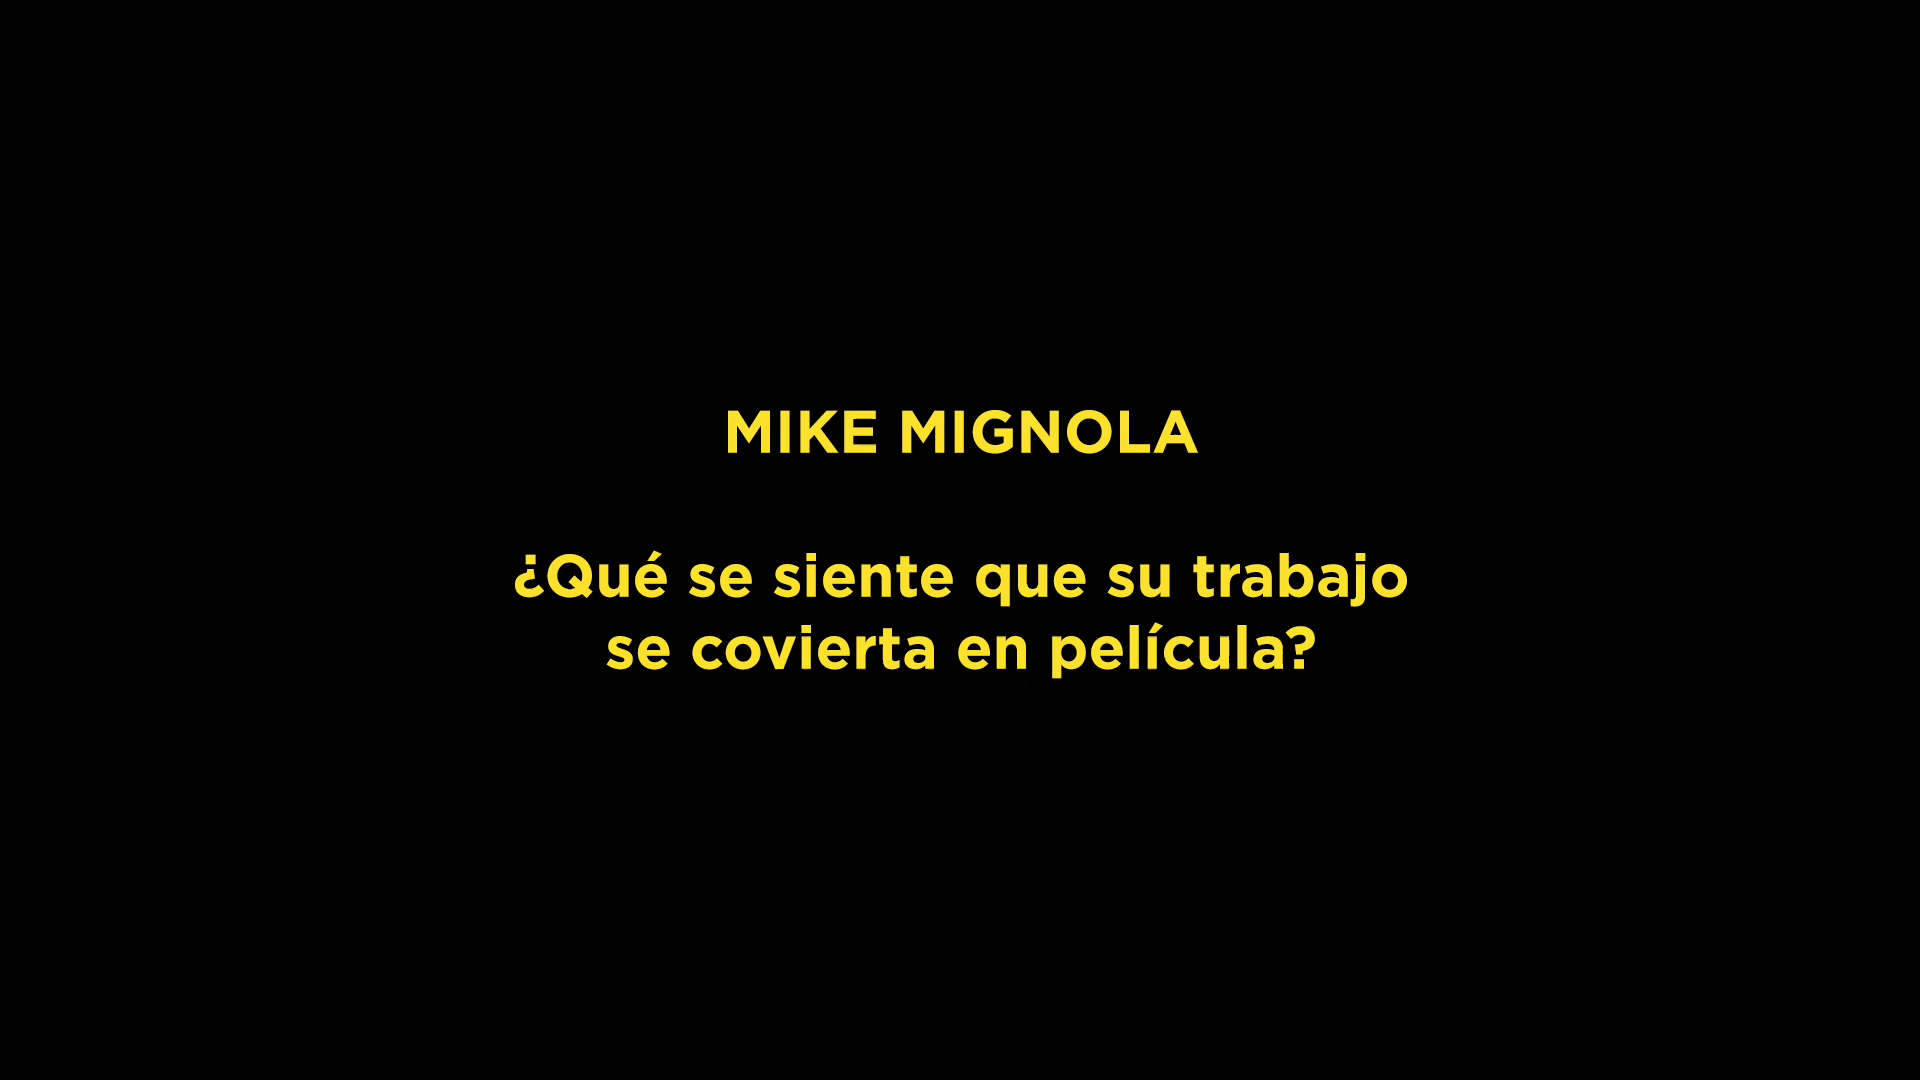 MIKE MIGNOLA
¿Qué se siente que su trabajo
se covierta en película?